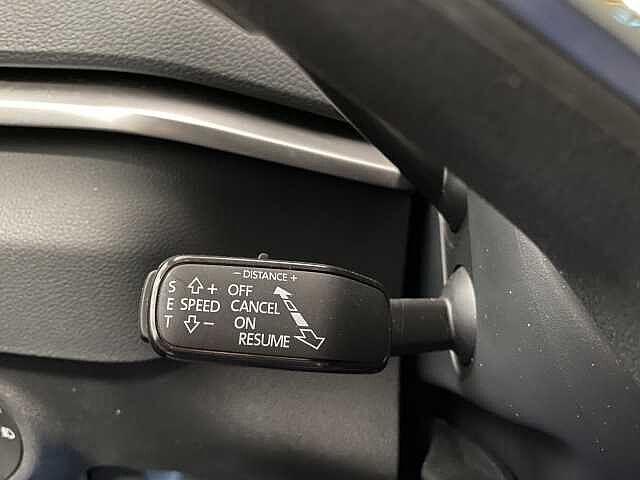 - DISTANCE +
S + OFF
E SPEED CANCEL
T - ON
RESUME